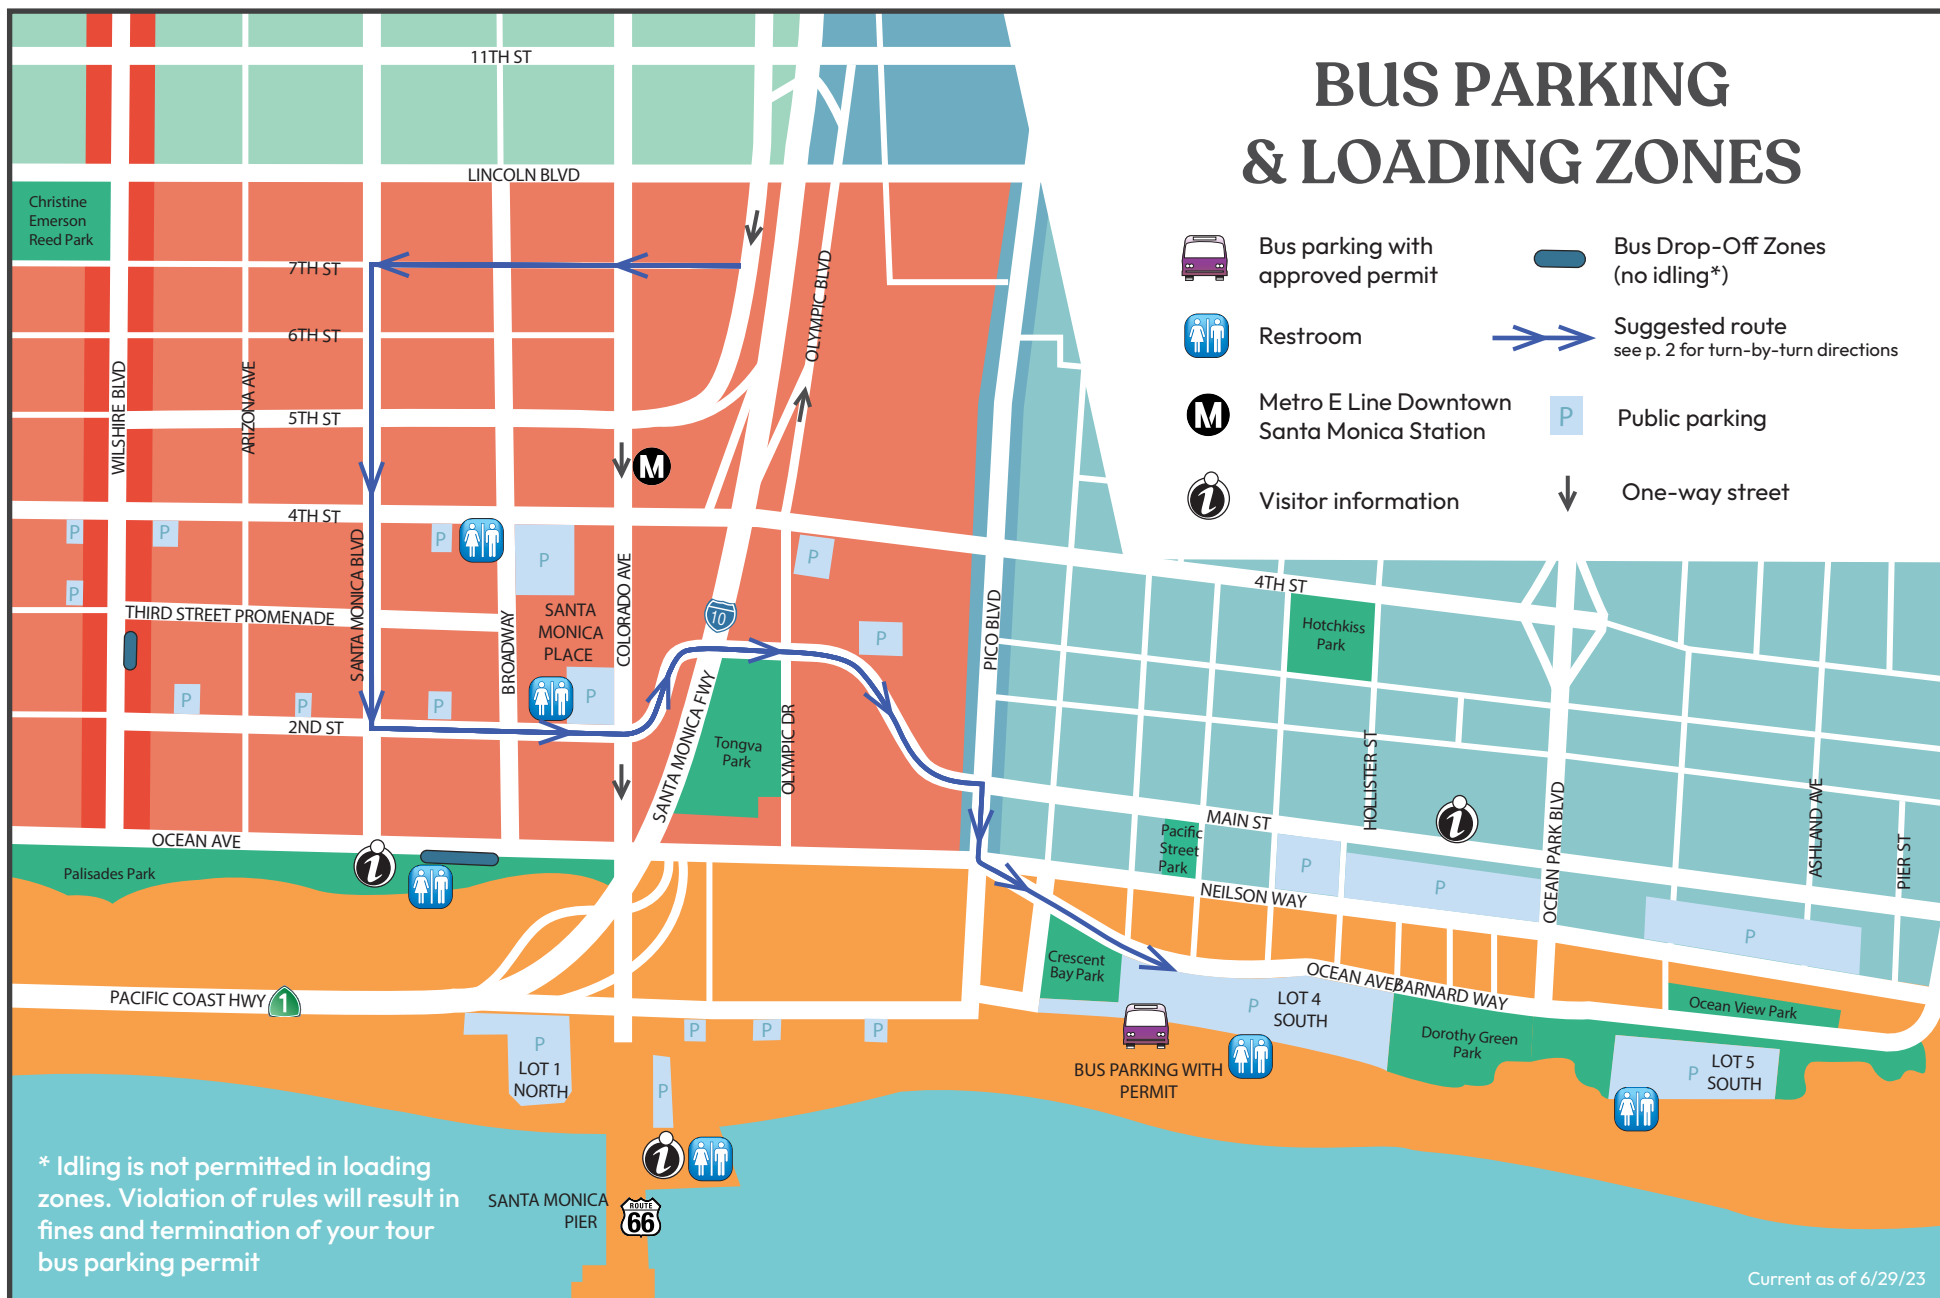 BUS PARKING
& LOADING ZONES
Bus parking with
approved permit
Bus Drop-Off Zones
(no idling*)
Restroom
Suggested route
see p. 2 for turn-by-turn directions
M
Metro E Line Downtown
Santa Monica Station
P
Public parking
i
Visitor information
One-way street
11TH ST
LINCOLN BLVD
Christine
Emerson
Reed Park
7TH ST
6TH ST
5TH ST
4TH ST
WILSHIRE BLVD
ARIZONA AVE
OLYMPIC BLVD
M
P
P
P
P
P
P
THIRD STREET PROMENADE
SANTA MONICA BLVD
BROADWAY
SANTA
MONICA
PLACE
COLORADO AVE
10
P
PICO BLVD
4TH ST
Hotchkiss
Park
P
P
P
P
2ND ST
SANTA MONICA FWY
Tongva
Park
OLYMPIC DR
HOLLISTER ST
OCEAN PARK BLVD
ASHLAND AVE
PIER ST
i
MAIN ST
Pacific
Street
Park
P
P
NEILSON WAY
P
OCEAN AVE
i
Palisades Park
Crescent
Bay Park
OCEAN AVE
BARNARD WAY
PACIFIC COAST HWY
1
P
LOT 4
SOUTH
Ocean View Park
Dorothy Green
Park
P
LOT 1
NORTH
P
P
P
P
BUS PARKING WITH
PERMIT
P
LOT 5
SOUTH
i
SANTA MONICA
PIER
ROUTE
66
* Idling is not permitted in loading
zones. Violation of rules will result in
fines and termination of your tour
bus parking permit
Current as of 6/29/23